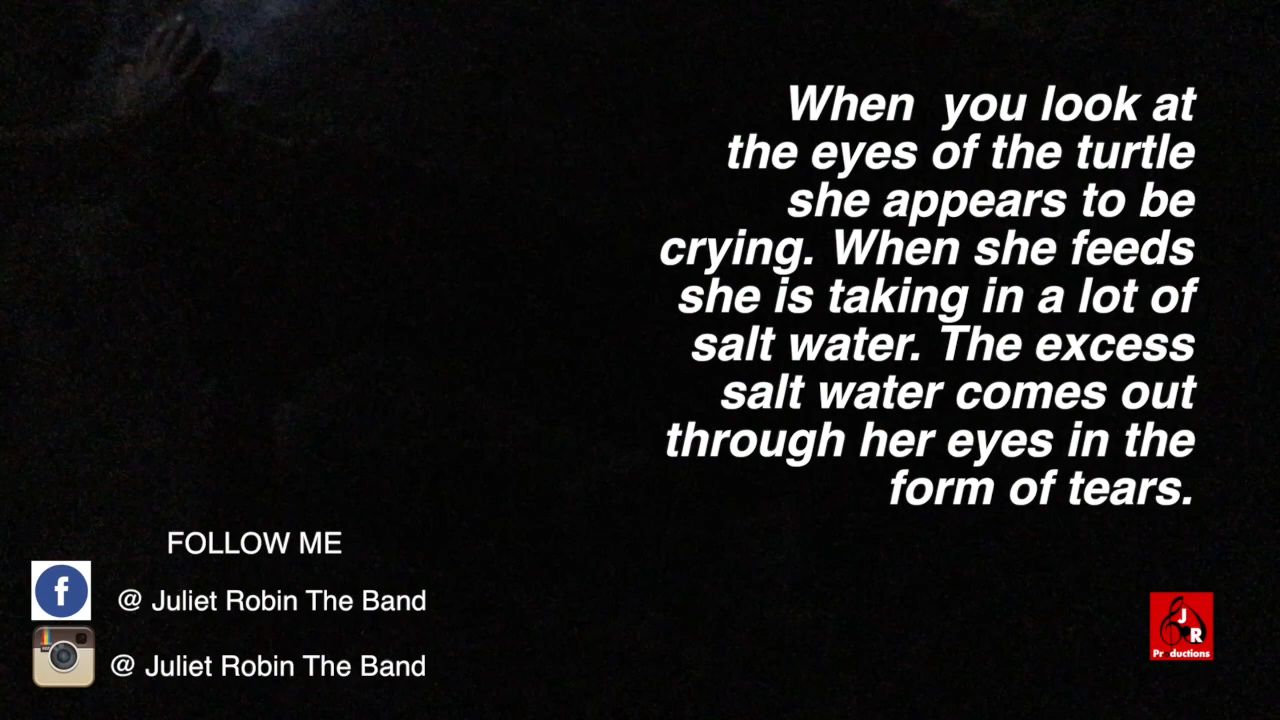 When  you look at
the eyes of the turtle
she appears to be
crying. When she feeds
she is taking in a lot of
salt water. The excess
salt water comes out
through her eyes in the
form of tears.
FOLLOW ME
f
@ Juliet Robin The Band
@ Juliet Robin The Band
J
R
Productions